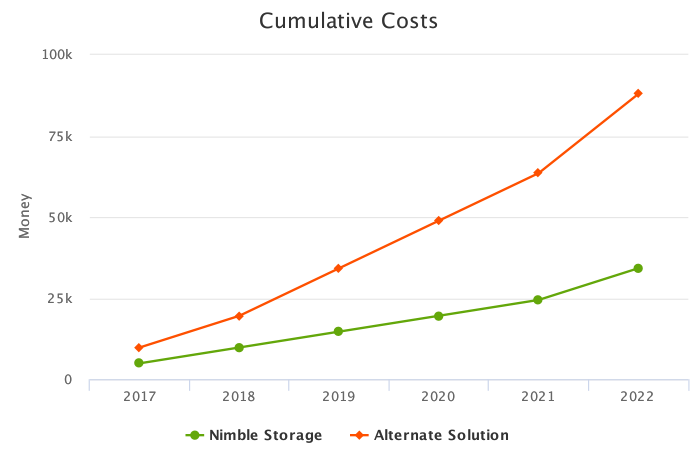 Cumulative Costs
100k
75k
50k
25k
0
Money
2017 2018 2019 2020 2021 2022
Nimble Storage Alternate Solution